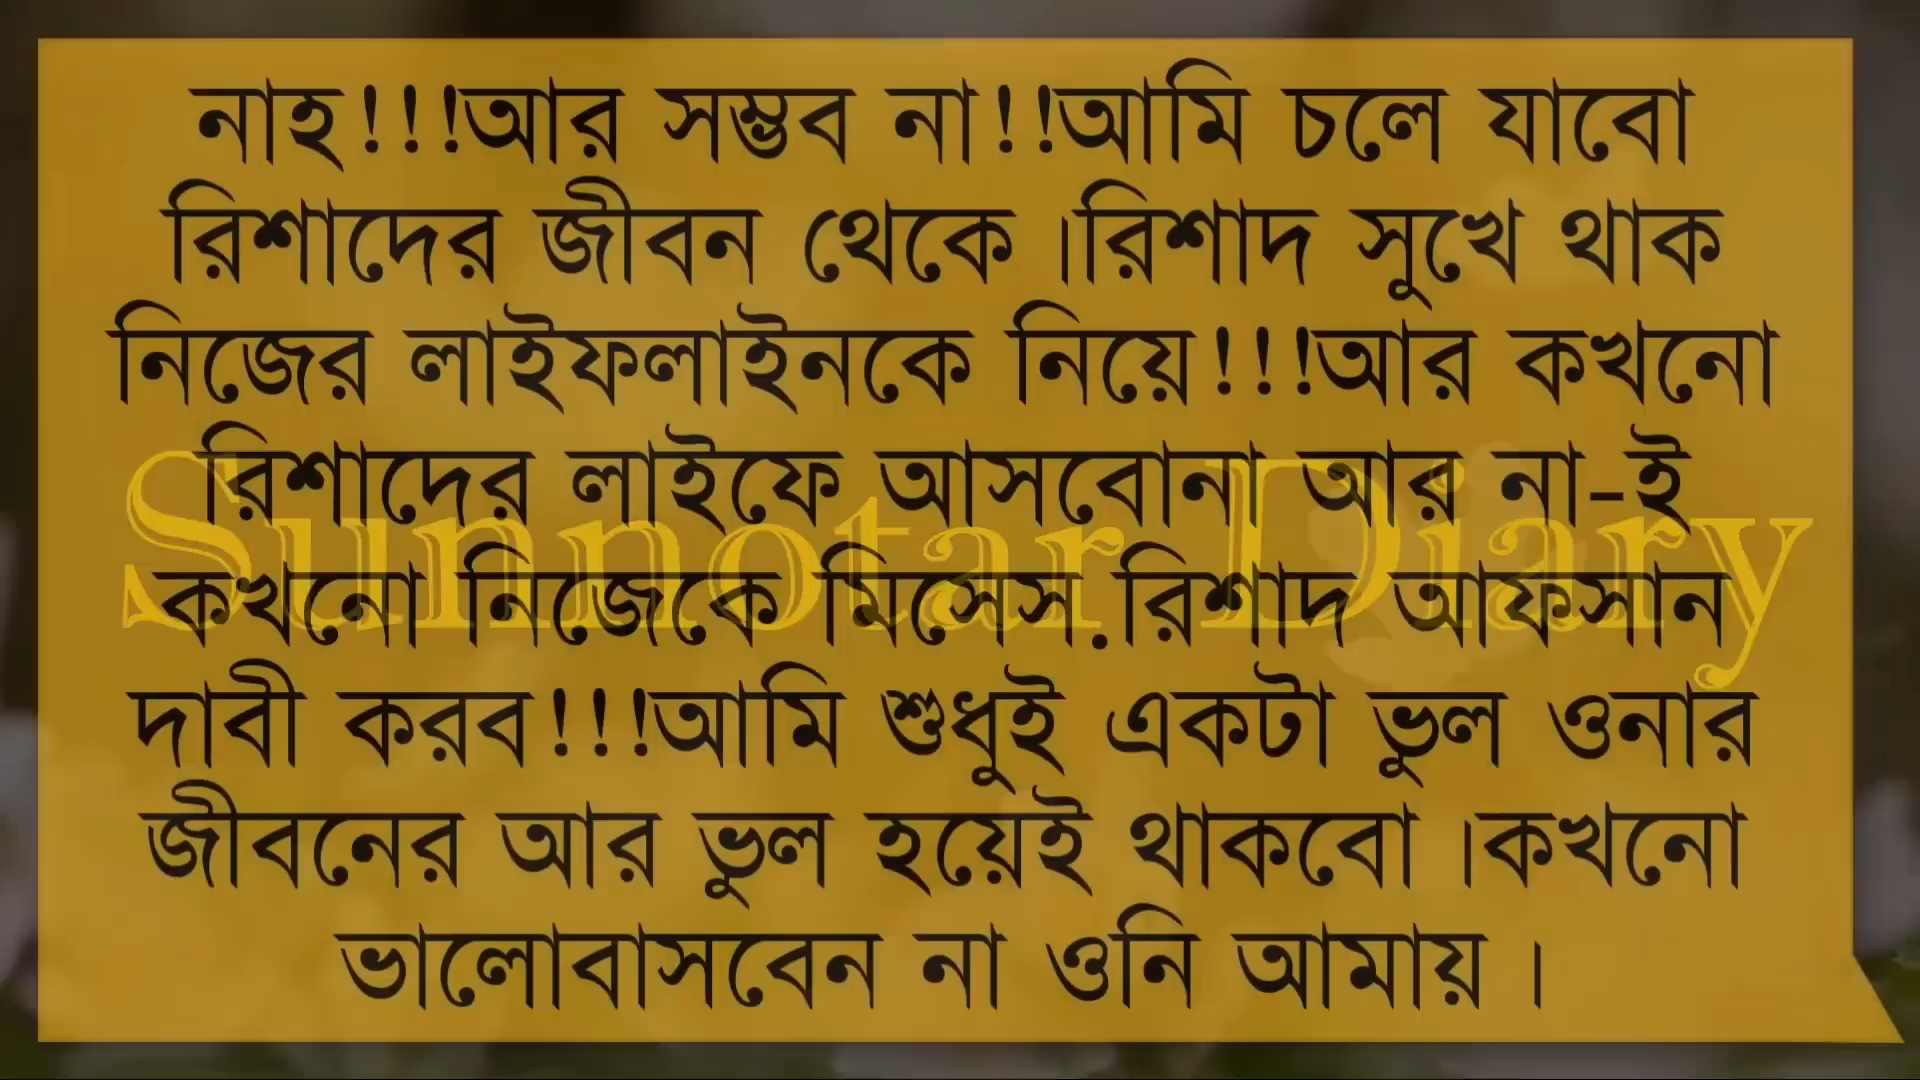 নাহ!!!আর সম্ভব না!!আমি চলে যাবো
রিশাদের জীবন থেকে ।রিশাদ সুখে থাক
নিজের লাইফলাইনকে নিয়ে!!!আর কখনো
রিশাদের লাইফে আসবোনা আর না-ই
Sunnotar Diary
কখনো নিজেকে মিসেস.রিশাদ আফসান
দাবী করব!!!আমি শুধুই একটা ভুল ওনার
জীবনের আর ভুল হয়েই থাকবো ।কখনো
ভালোবাসবেন না ওনি আমায় ।